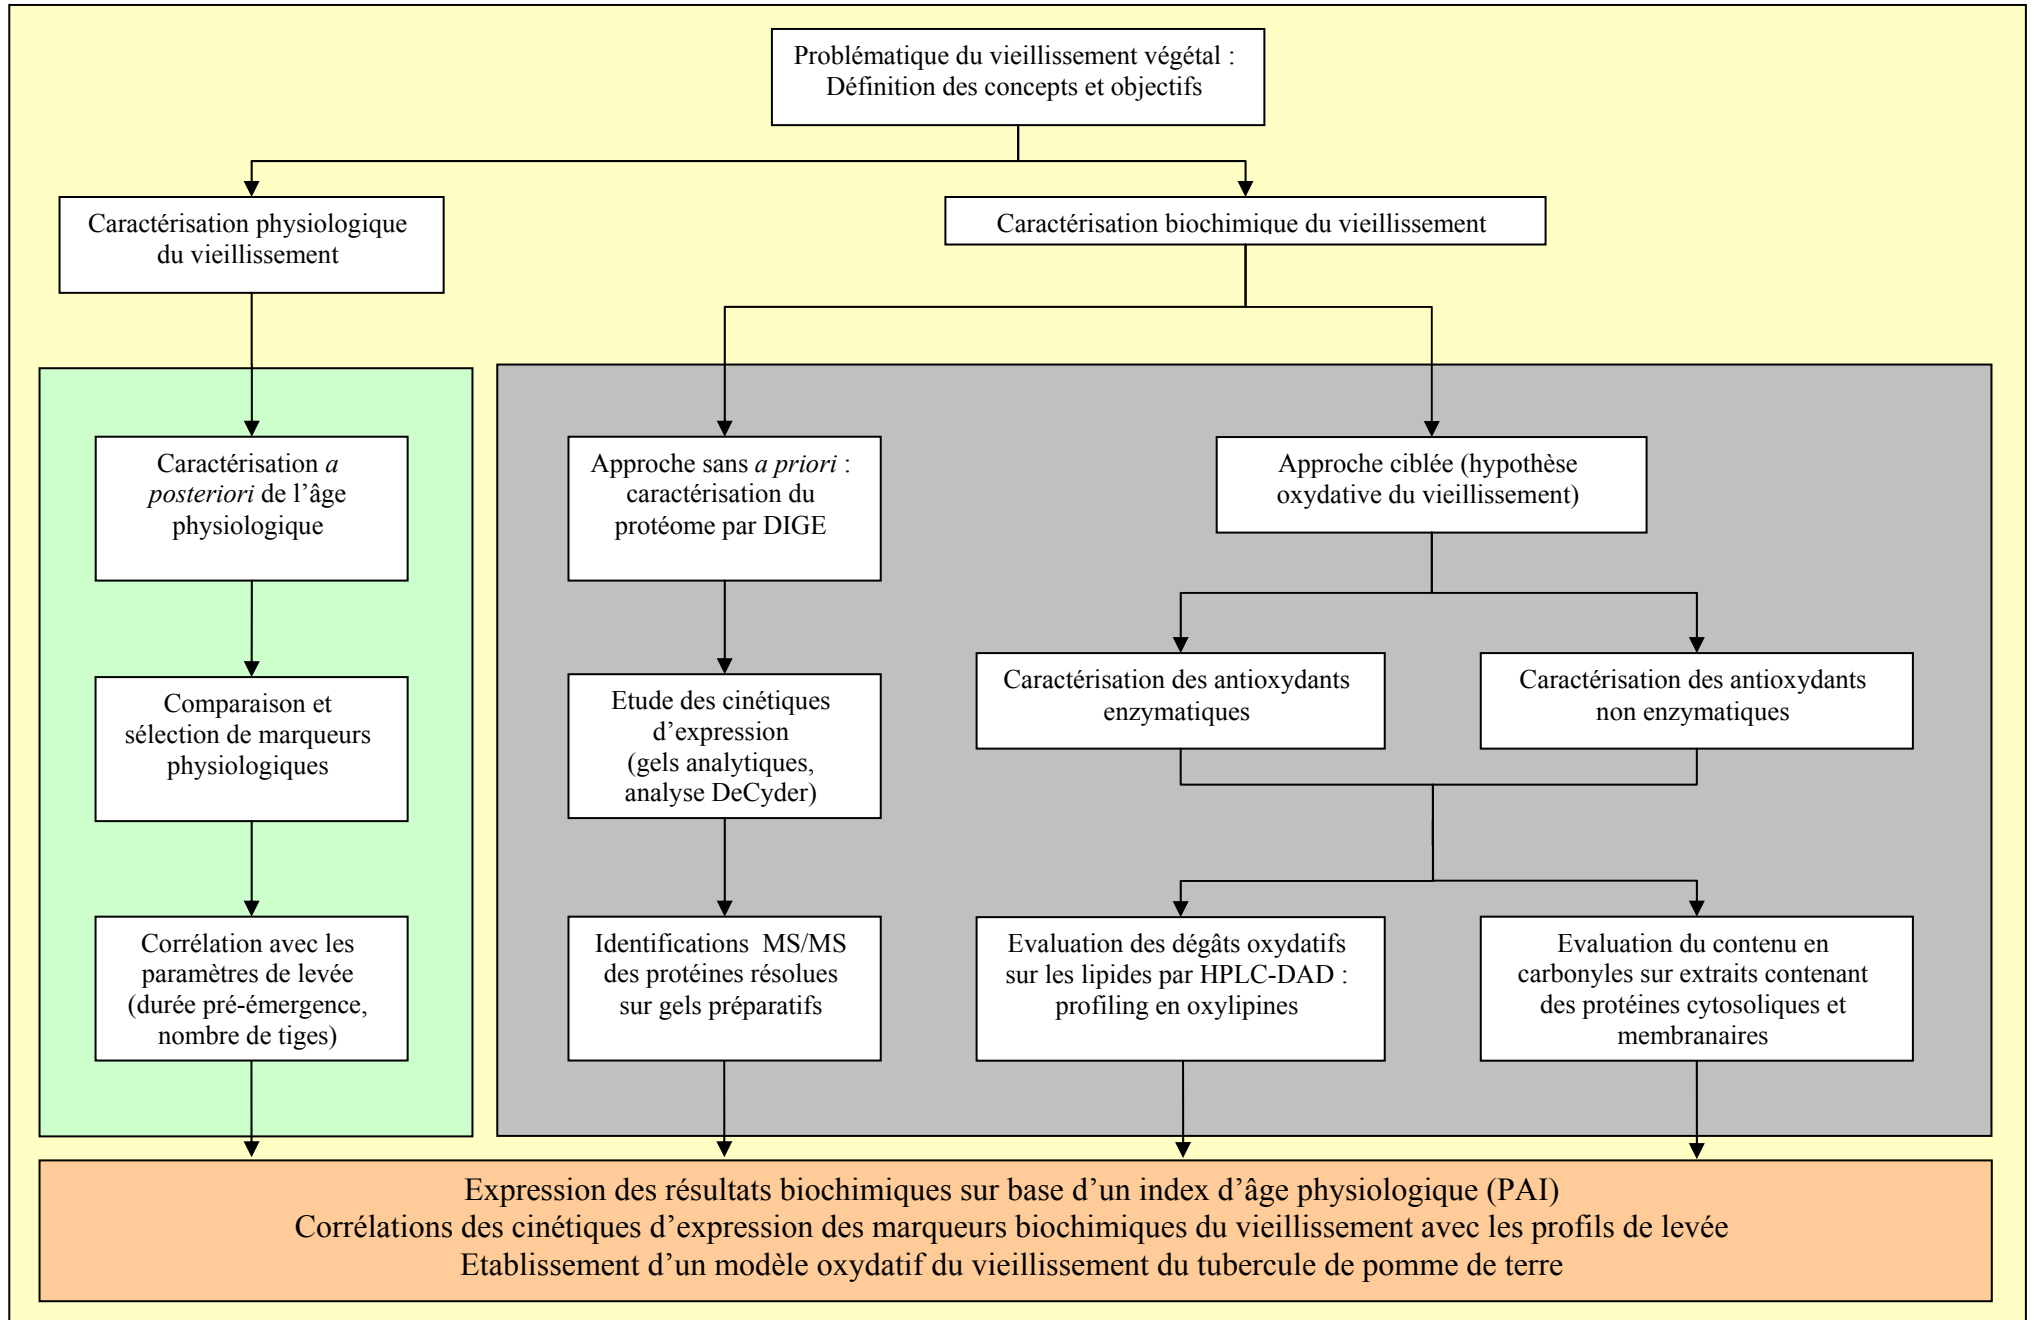 Problématique du vieillissement végétal :
Définition des concepts et objectifs
Caractérisation physiologique
du vieillissement
Caractérisation biochimique du vieillissement
Caractérisation a
posteriori de l’âge
physiologique
Approche sans a priori :
caractérisation du
protéome par DIGE
Approche ciblée (hypothèse
oxydative du vieillissement)
Comparaison et
sélection de marqueurs
physiologiques
Etude des cinétiques
d’expression
(gels analytiques,
analyse DeCyder)
Caractérisation des antioxydants
enzymatiques
Caractérisation des antioxydants
non enzymatiques
Corrélation avec les
paramètres de levée
(durée pré-émergence,
nombre de tiges)
Identifications MS/MS
des protéines résolues
sur gels préparatifs
Evaluation des dégâts oxydatifs
sur les lipides par HPLC-DAD :
profiling en oxylipines
Evaluation du contenu en
carbonyles sur extraits contenant
des protéines cytosoliques et
membranaires
Expression des résultats biochimiques sur base d’un index d’âge physiologique (PAI)
Corrélations des cinétiques d’expression des marqueurs biochimiques du vieillissement avec les profils de levée
Etablissement d’un modèle oxydatif du vieillissement du tubercule de pomme de terre